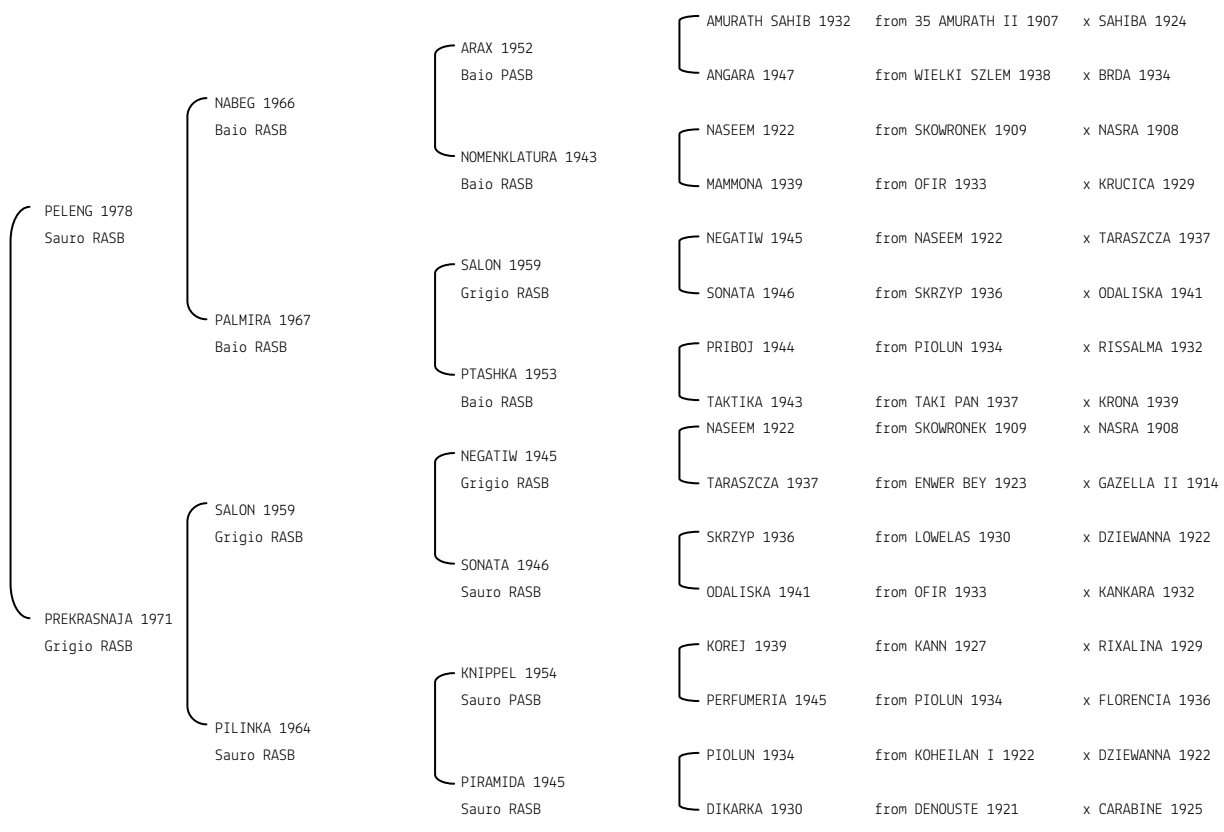 AMURATH SAHIB 1932 from 35 AMURATH II 1907 x SAHIBA 1924
ARAX 1952
Baio PASB
ANGARA 1947 from WIELKI SZLEM 1938 x BRDA 1934
NABEG 1966
Baio RASB
NASEEM 1922 from SKOWRONEK 1909 x NASRA 1908
NOMENKLATURA 1943
Baio RASB
MAMMONA 1939 from OFIR 1933 x KRUCICA 1929
PELENG 1978
Sauro RASB
NEGATIW 1945 from NASEEM 1922 x TARASZCZA 1937
SALON 1959
Grigio RASB
SONATA 1946 from SKRZYP 1936 x ODALISKA 1941
PALMIRA 1967
Baio RASB
PRIBOJ 1944 from PIOLUN 1934 x RISSALMA 1932
PTASHKA 1953
Baio RASB
TAKTIKA 1943 from TAKI PAN 1937 x KRONA 1939
NASEEM 1922 from SKOWRONEK 1909 x NASRA 1908
NEGATIW 1945
Grigio RASB
TARASZCZA 1937 from ENWER BEY 1923 x GAZELLA II 1914
SALON 1959
Grigio RASB
SKRZYP 1936 from LOWELAS 1930 x DZIEWANNA 1922
SONATA 1946
Sauro RASB
ODALISKA 1941 from OFIR 1933 x KANKARA 1932
PREKRASNAJA 1971
Grigio RASB
KOREJ 1939 from KANN 1927 x RIXALINA 1929
KNIPPEL 1954
Sauro PASB
PERFUMERIA 1945 from PIOLUN 1934 x FLORENCIA 1936
PILINKA 1964
Sauro RASB
PIOLUN 1934 from KOHEILAN I 1922 x DZIEWANNA 1922
PIRAMIDA 1945
Sauro RASB
DIKARKA 1930 from DENOUSTE 1921 x CARABINE 1925